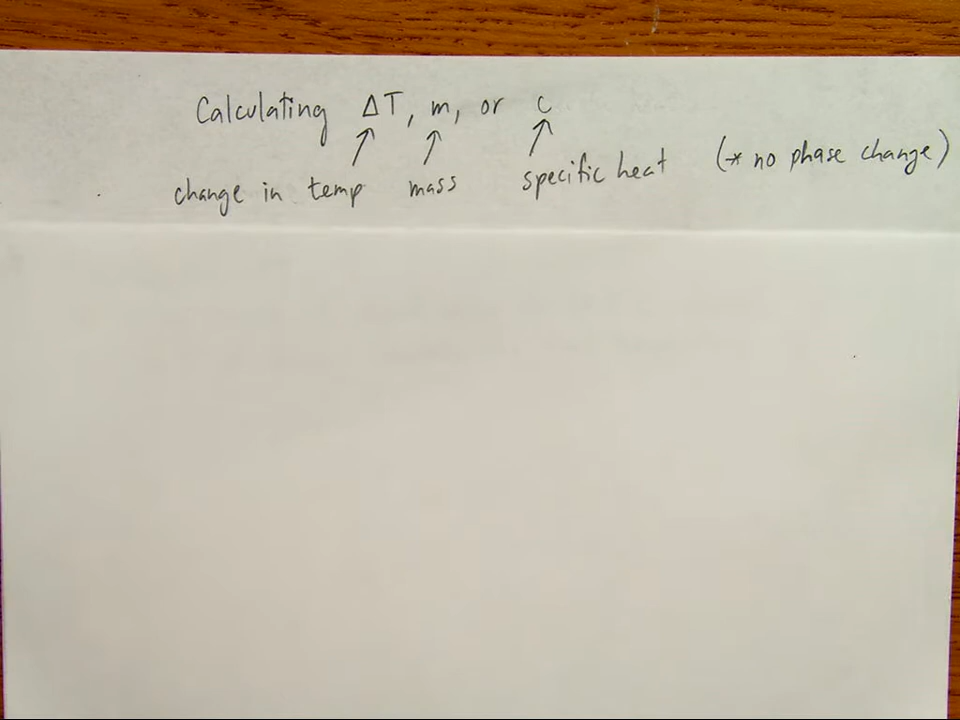 Calculating ΔT, m, or c
change in temp mass specific heat (* no phase change)